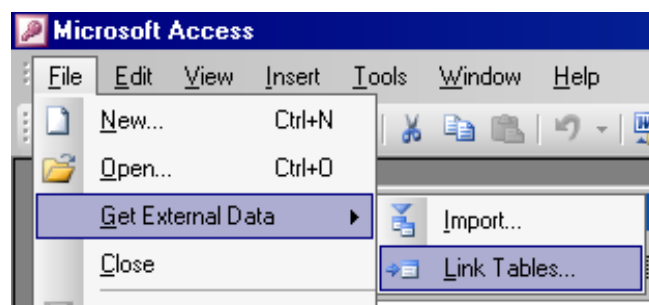 Microsoft Access
File Edit View Insert Tools Window Help
New... Ctrl+N
Open... Ctrl+O
Get External Data
Import...
Close
Link Tables...